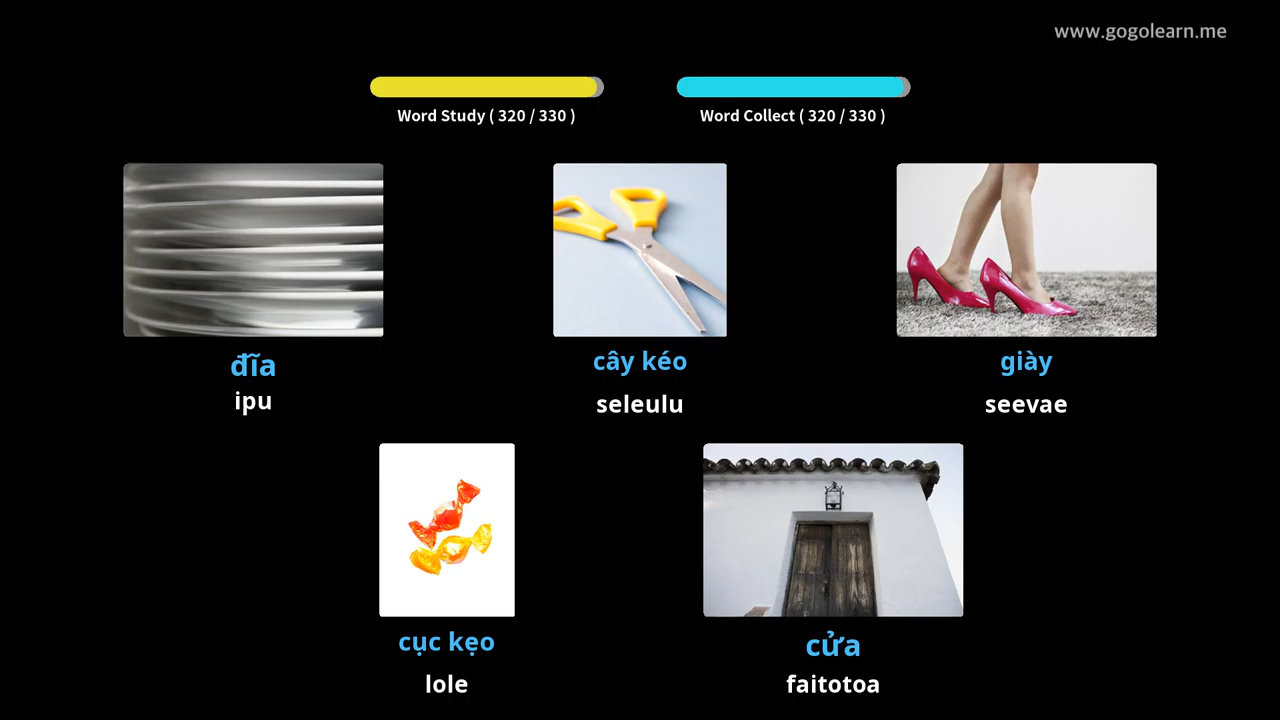 www.gogolearn.me
Word Study ( 320 / 330 )
Word Collect ( 320 / 330 )
đĩa
ipu
cây kéo
seleulu
giày
seevae
cục kẹo
lole
cửa
faitotoa